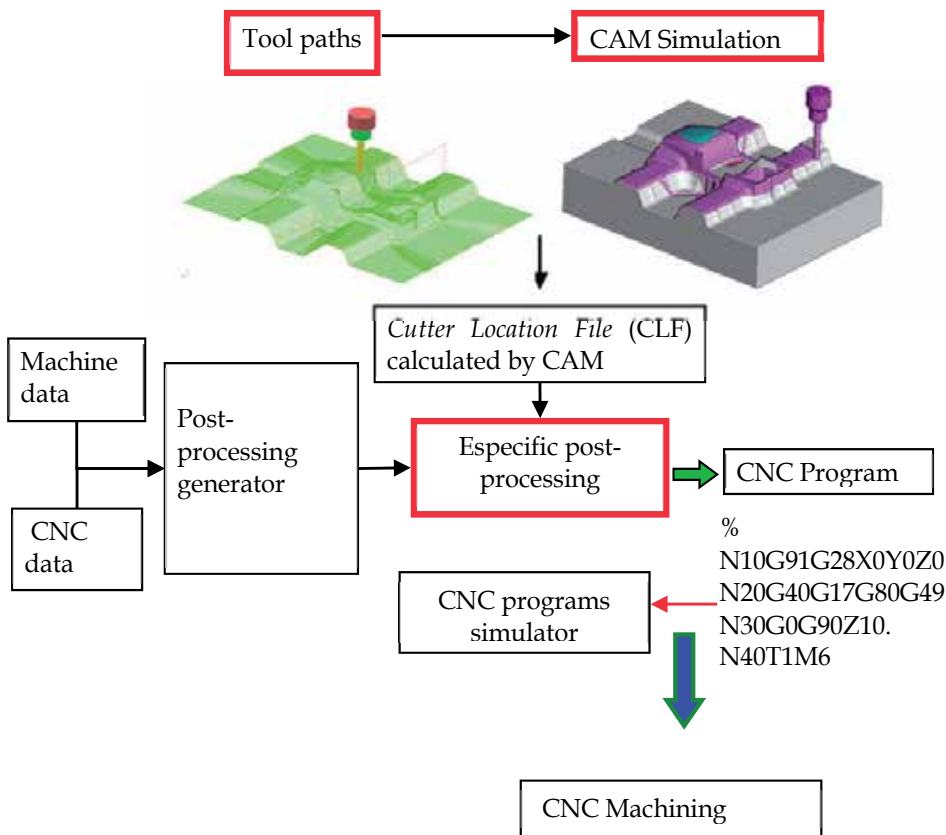 Tool paths
CAM Simulation
Cutter Location File (CLF)
calculated by CAM
Machine
data
Post-
processing
generator
Especific post-
processing
CNC Program
CNC
data
%
N10G91G28X0Y0Z0
N20G40G17G80G49
N30G0G90Z10.
N40T1M6
CNC programs
simulator
CNC Machining